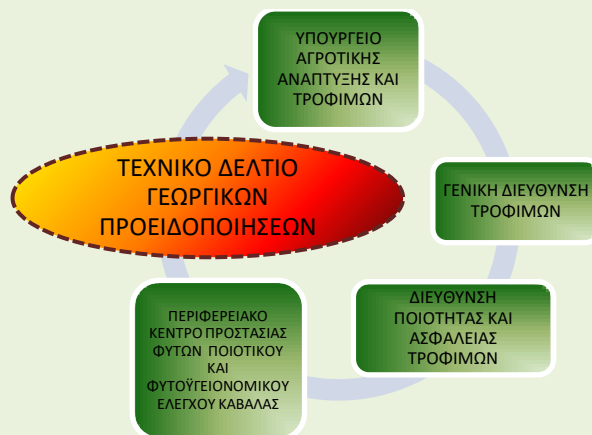 ΥΠΟΥΡΓΕΙΟ
ΑΓΡΟΤΙΚΗΣ
ΑΝΑΠΤΥΞΗΣ ΚΑΙ
ΤΡΟΦΙΜΩΝ
ΓΕΝΙΚΗ ΔΙΕΥΘΥΝΣΗ
ΤΡΟΦΙΜΩΝ
ΔΙΕΥΘΥΝΣΗ
ΠΟΙΟΤΗΤΑΣ ΚΑΙ
ΑΣΦΑΛΕΙΑΣ
ΤΡΟΦΙΜΩΝ
ΠΕΡΙΦΕΡΕΙΑΚΟ
ΚΕΝΤΡΟ ΠΡΟΣΤΑΣΙΑΣ
ΦΥΤΩΝ ΠΟΙΟΤΙΚΟΥ
ΚΑΙ
ΦΥΤΟΫΓΕΙΟΝΟΜΙΚΟΥ
ΕΛΕΓΧΟΥ ΚΑΒΑΛΑΣ
ΤΕΧΝΙΚΟ ΔΕΛΤΙΟ
ΓΕΩΡΓΙΚΩΝ
ΠΡΟΕΙΔΟΠΟΙΗΣΕΩΝ